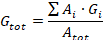 G_tot = (∑ A_i · G_i) / A_tot